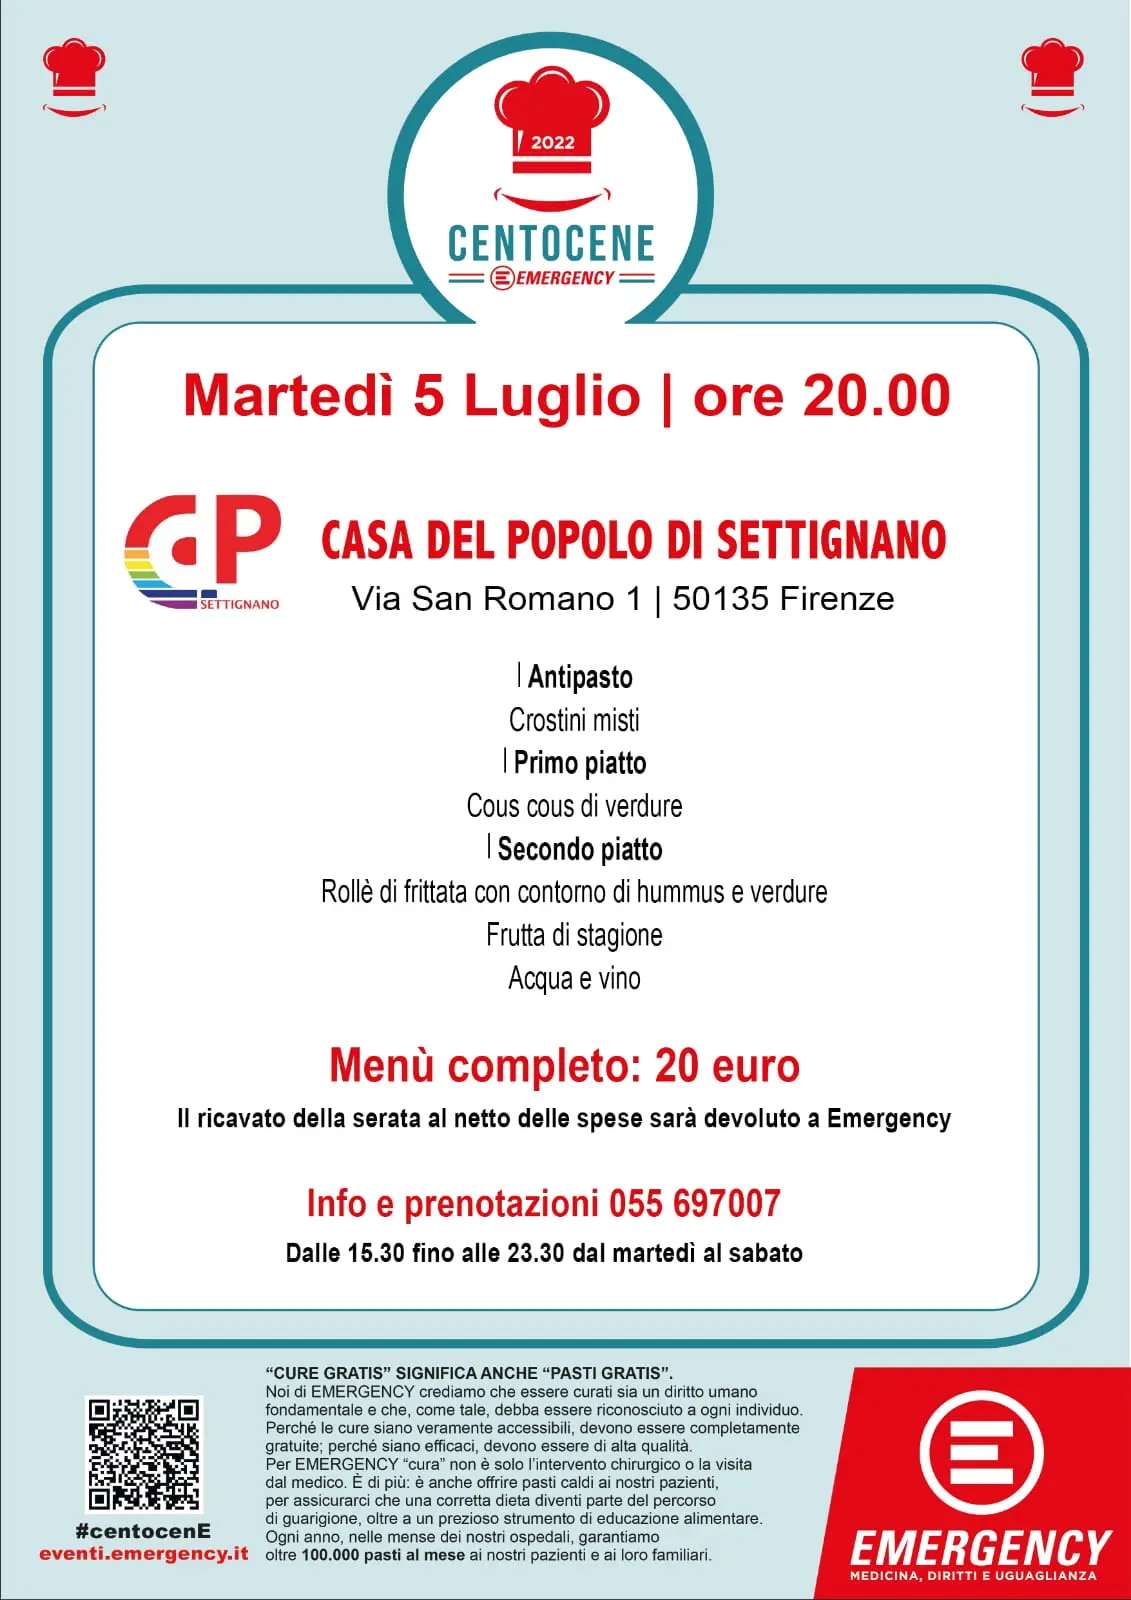 2022
CENTOCENE
EMERGENCY
Martedì 5 Luglio | ore 20.00
CP
SETTIGNANO
CASA DEL POPOLO DI SETTIGNANO
Via San Romano 1 | 50135 Firenze
| Antipasto
Crostini misti
| Primo piatto
Cous cous di verdure
| Secondo piatto
Rollè di frittata con contorno di hummus e verdure
Frutta di stagione
Acqua e vino
Menù completo: 20 euro
Il ricavato della serata al netto delle spese sarà devoluto a Emergency
Info e prenotazioni 055 697007
Dalle 15.30 fino alle 23.30 dal martedì al sabato
#centocenE
eventi.emergency.it
“CURE GRATIS” SIGNIFICA ANCHE “PASTI GRATIS”.
Noi di EMERGENCY crediamo che essere curati sia un diritto umano
fondamentale e che, come tale, debba essere riconosciuto a ogni individuo.
Perché le cure siano veramente accessibili, devono essere completamente
gratuite; perché siano efficaci, devono essere di alta qualità.
Per EMERGENCY “cura” non è solo l’intervento chirurgico o la visita
dal medico. È di più: è anche offrire pasti caldi ai nostri pazienti,
per assicurarci che una corretta dieta diventi parte del percorso
di guarigione, oltre a un prezioso strumento di educazione alimentare.
Ogni anno, nelle mense dei nostri ospedali, garantiamo
oltre 100.000 pasti al mese ai nostri pazienti e ai loro familiari.
EMERGENCY
MEDICINA, DIRITTI E UGUAGLIANZA